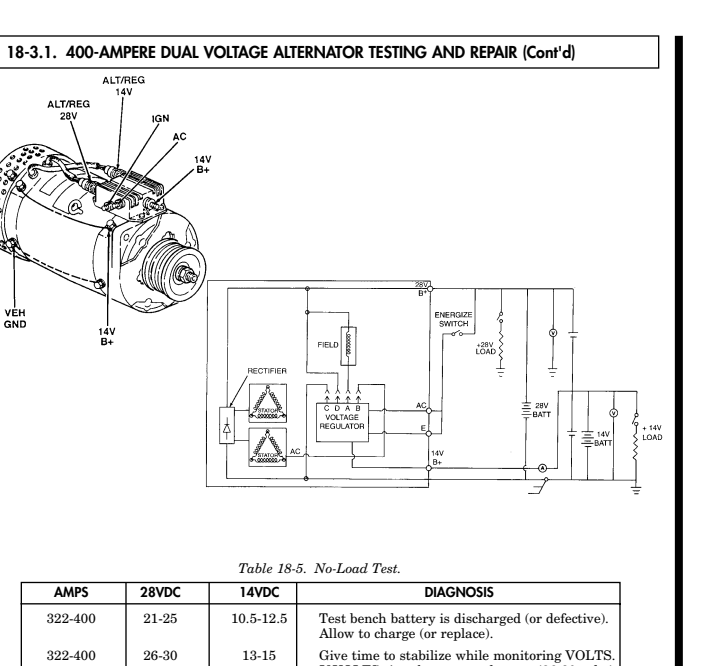 18-3.1. 400-AMPERE DUAL VOLTAGE ALTERNATOR TESTING AND REPAIR (Cont'd)
ALT/REG
14V
ALT/REG
28V
IGN
AC
14V
B+
VEH
GND
14V
B+
28V
B+
ENERGIZE
SWITCH
+28V
LOAD
V
FIELD
RECTIFIER
STATOR
C D A B
VOLTAGE
REGULATOR
AC
E
28V
BATT
V
14V
BATT
+ 14V
LOAD
STATOR
AC
14V
B+
A
Table 18-5. No-Load Test.
AMPS 28VDC 14VDC DIAGNOSIS
322-400 21-25 10.5-12.5 Test bench battery is discharged (or defective).
Allow to charge (or replace).
322-400 26-30 13-15 Give time to stabilize while monitoring VOLTS.